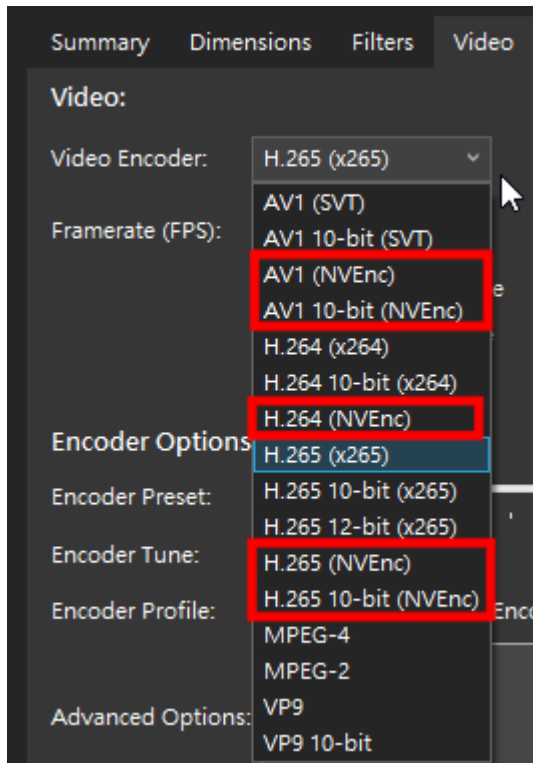 Summary Dimensions Filters Video
Video:
Video Encoder: H.265 (x265)
AV1 (SVT)
Framerate (FPS): AV1 10-bit (SVT)
AV1 (NVEnc)
e
AV1 10-bit (NVEnc)
H.264 (x264)
H.264 10-bit (x264)
H.264 (NVEnc)
Encoder Options H.265 (x265)
Encoder Preset: H.265 10-bit (x265)
H.265 12-bit (x265)
Encoder Tune: H.265 (NVEnc)
H.265 10-bit (NVEnc)
Encoder Profile: Enc
MPEG-4
MPEG-2
Advanced Options: VP9
VP9 10-bit